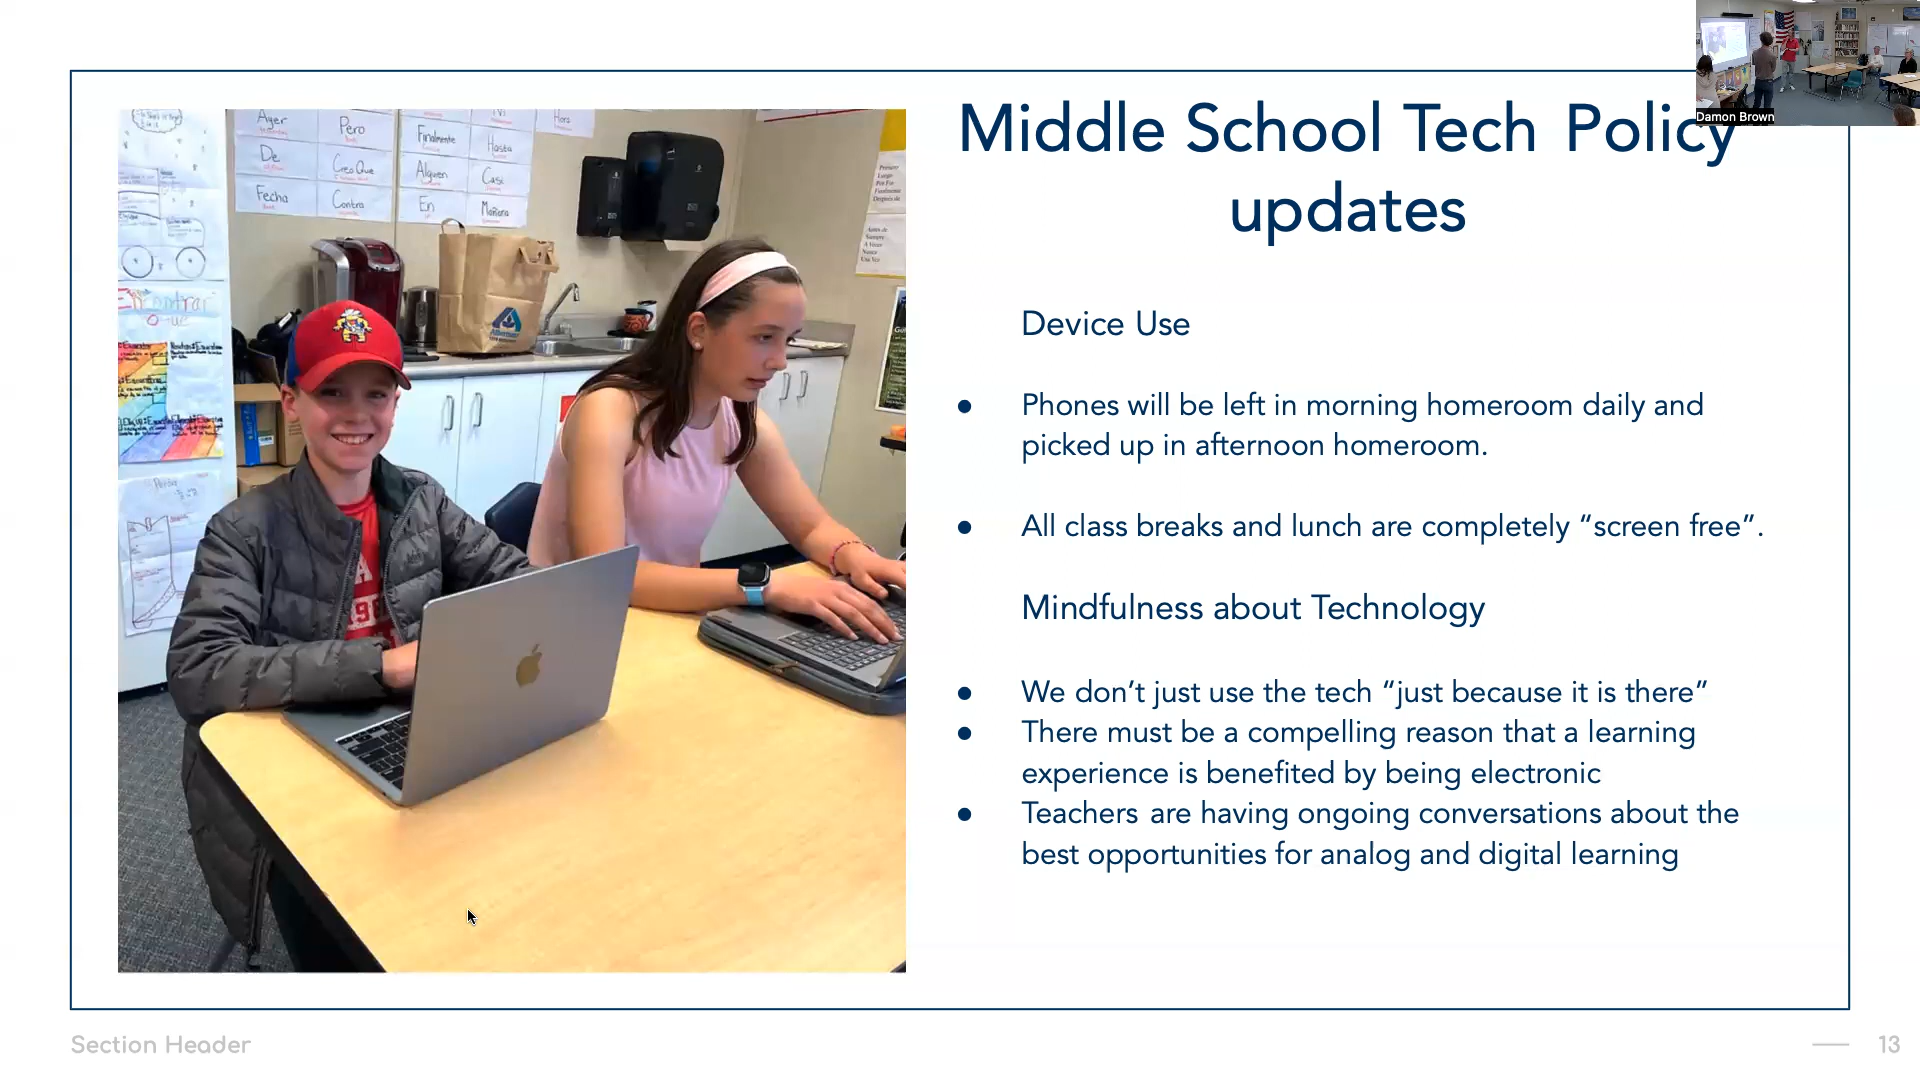 Middle School Tech Policy
updates
Damon Brown
Device Use
● Phones will be left in morning homeroom daily and
picked up in afternoon homeroom.
● All class breaks and lunch are completely “screen free”.
Mindfulness about Technology
● We don’t just use the tech “just because it is there”
● There must be a compelling reason that a learning
experience is benefited by being electronic
● Teachers are having ongoing conversations about the
best opportunities for analog and digital learning
Ayer
Pero
Finalmente
Hasta
De
Creo Que
Alguien
Casi
Fecha
Contra
En
Mañana
Section Header
13